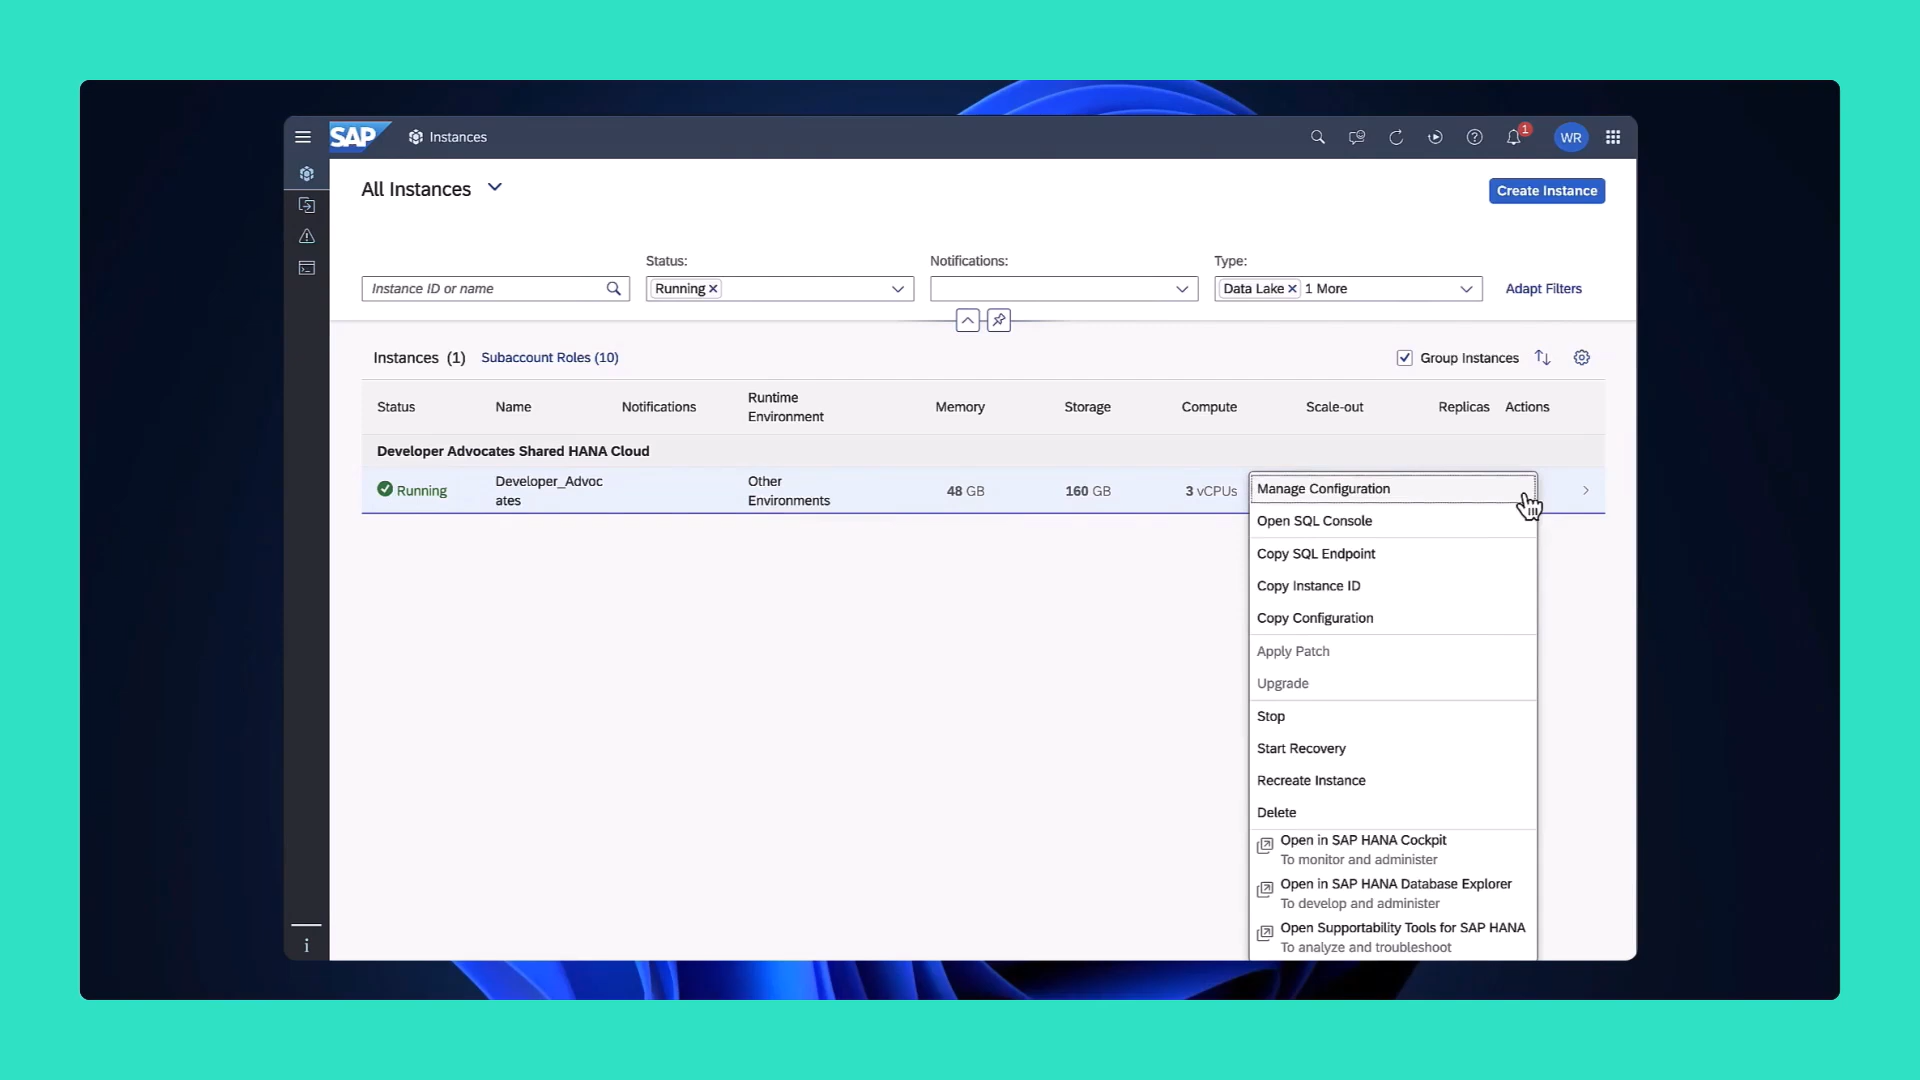 SAP
Instances
1
WR
All Instances
Create Instance
Status:
Notifications:
Type:
Instance ID or name
Running
Data Lake
1 More
Adapt Filters
Instances (1)
Subaccount Roles (10)
Group Instances
Status
Name
Notifications
Runtime
Environment
Memory
Storage
Compute
Scale-out
Replicas
Actions
Developer Advocates Shared HANA Cloud
Running
Developer_Advoc
ates
Other
Environments
48 GB
160 GB
3 vCPUs
Manage Configuration
Open SQL Console
Copy SQL Endpoint
Copy Instance ID
Copy Configuration
Apply Patch
Upgrade
Stop
Start Recovery
Recreate Instance
Delete
Open in SAP HANA Cockpit
To monitor and administer
Open in SAP HANA Database Explorer
To develop and administer
Open Supportability Tools for SAP HANA
To analyze and troubleshoot